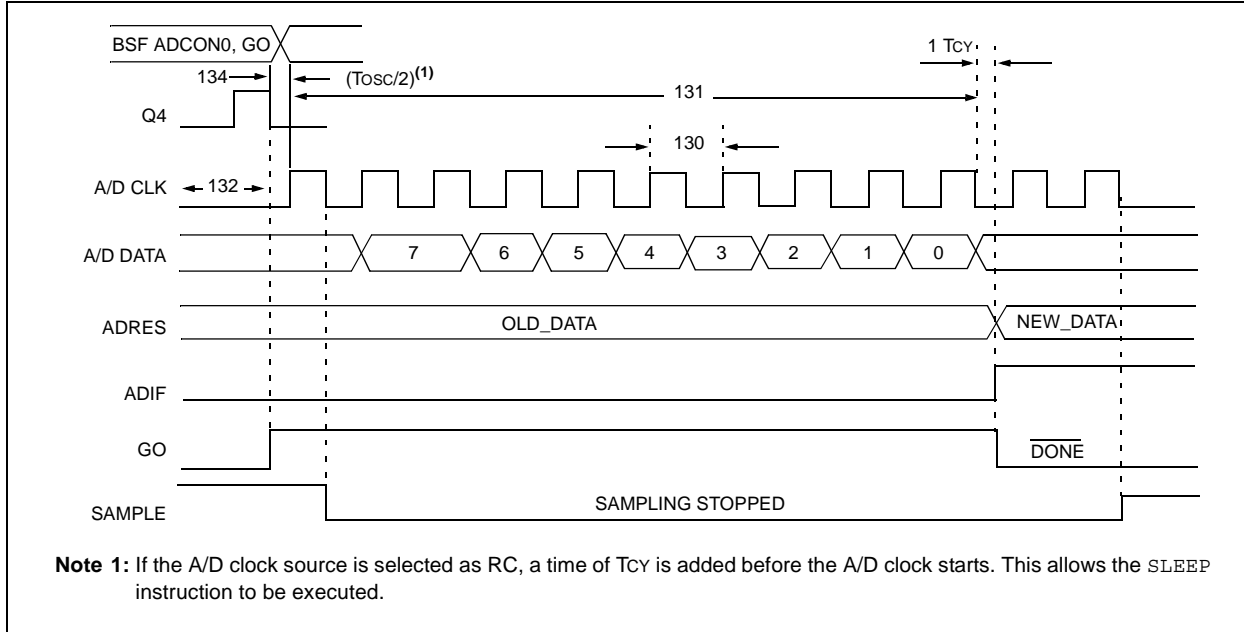 BSF ADCON0, GO
1 TCY
134
(TOSC/2)(1)
131
Q4
130
A/D CLK
132
A/D DATA
7 6 5 4 3 2 1 0
ADRES
OLD_DATA
NEW_DATA
ADIF
GO
DONE
SAMPLE
SAMPLING STOPPED
Note 1: If the A/D clock source is selected as RC, a time of TCY is added before the A/D clock starts. This allows the SLEEP
instruction to be executed.